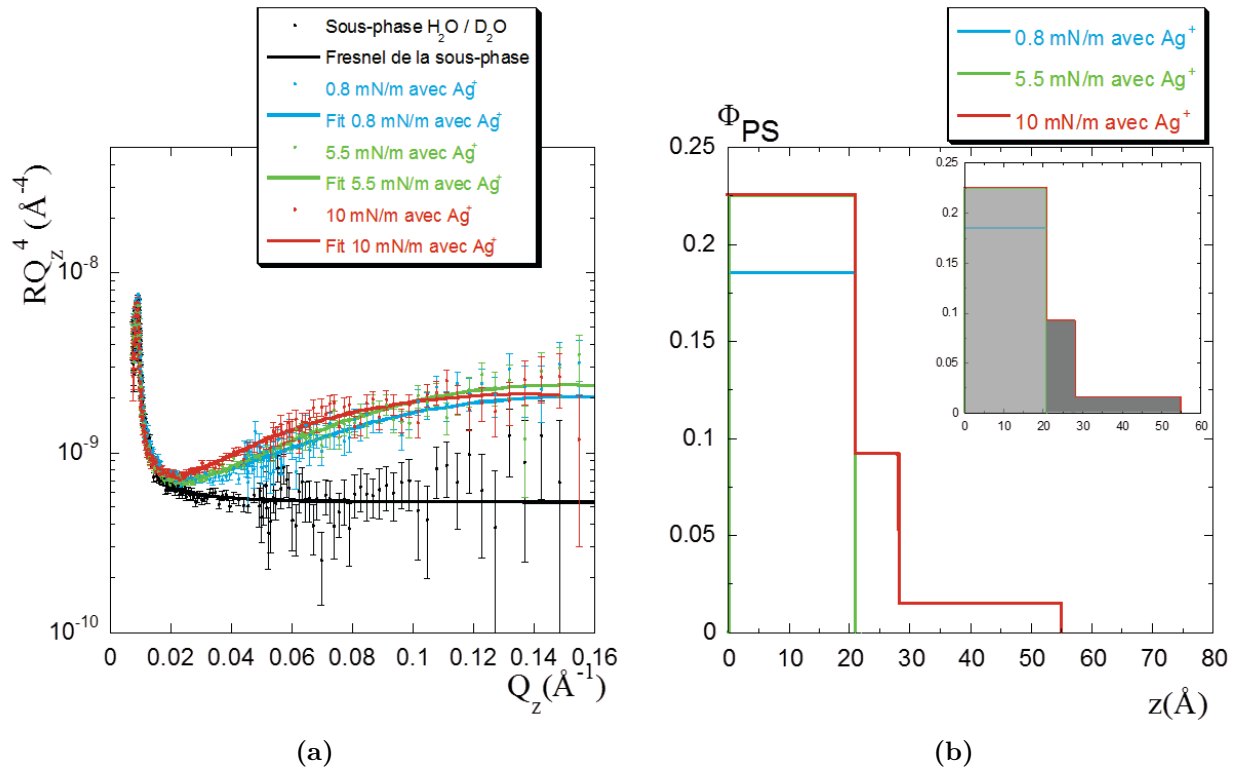 Sous-phase H₂O / D₂O
Fresnel de la sous-phase
0.8 mN/m avec Ag⁺
Fit 0.8 mN/m avec Ag⁺
5.5 mN/m avec Ag⁺
Fit 5.5 mN/m avec Ag⁺
10 mN/m avec Ag⁺
Fit 10 mN/m avec Ag⁺
RQ_z⁴ (Å⁻⁴)
10⁻⁸
10⁻⁹
10⁻¹⁰
0 0.02 0.04 0.06 0.08 0.1 0.12 0.14 0.16
Q_z(Å⁻¹)
(a)
0.8 mN/m avec Ag⁺
5.5 mN/m avec Ag⁺
10 mN/m avec Ag⁺
Φ_PS
0.25
0.2
0.15
0.1
0.05
0
0 10 20 30 40 50 60 70 80
z(Å)
0.25
0.2
0.15
0.1
0.05
0
0 10 20 30 40 50 60
(b)